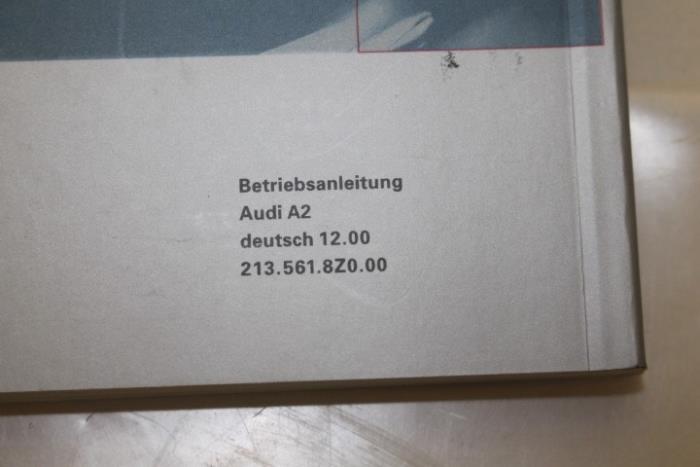 Betriebsanleitung
Audi A2
deutsch 12.00
213.561.8Z0.00